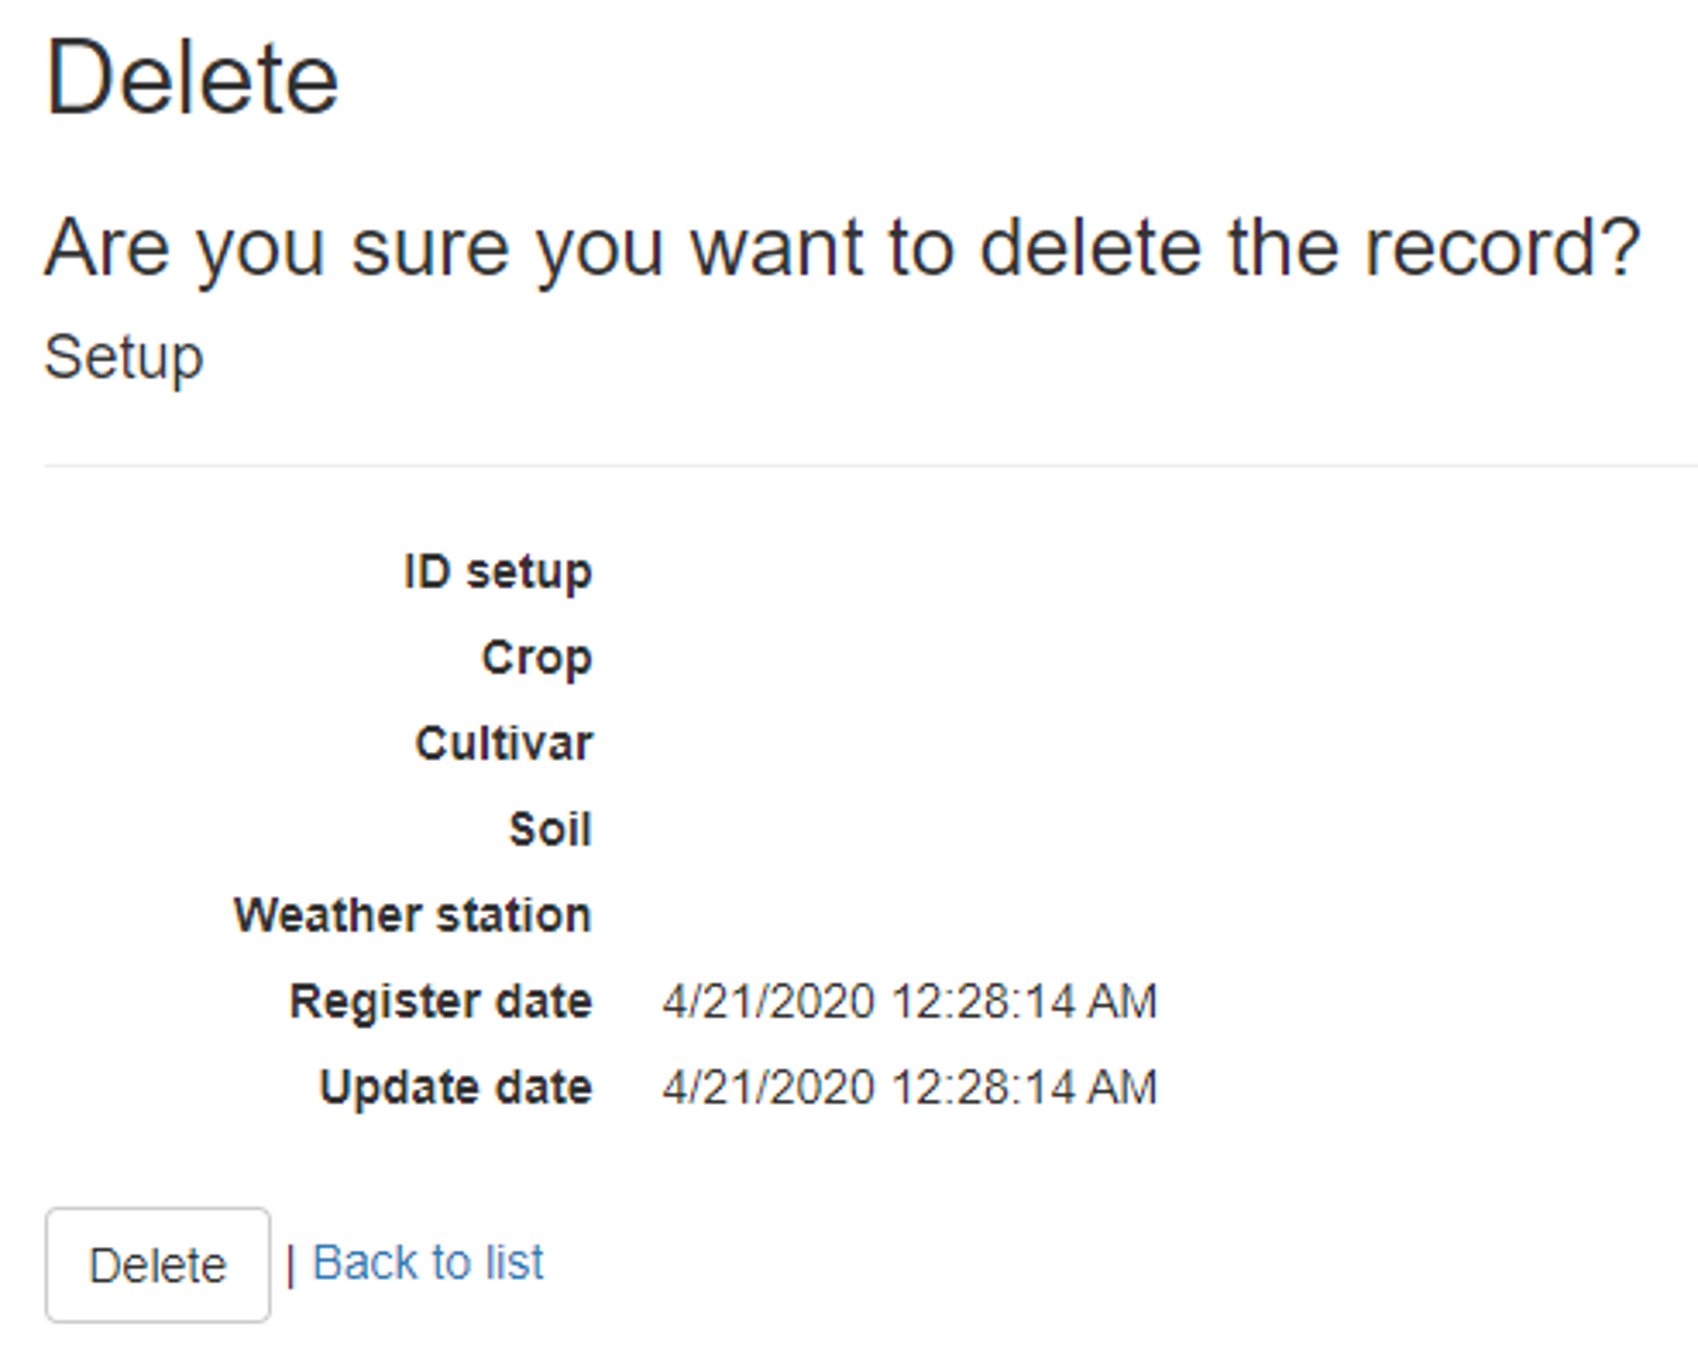 Delete
Are you sure you want to delete the record?
Setup
ID setup
Crop
Cultivar
Soil
Weather station
Register date 4/21/2020 12:28:14 AM
Update date 4/21/2020 12:28:14 AM
Delete | Back to list